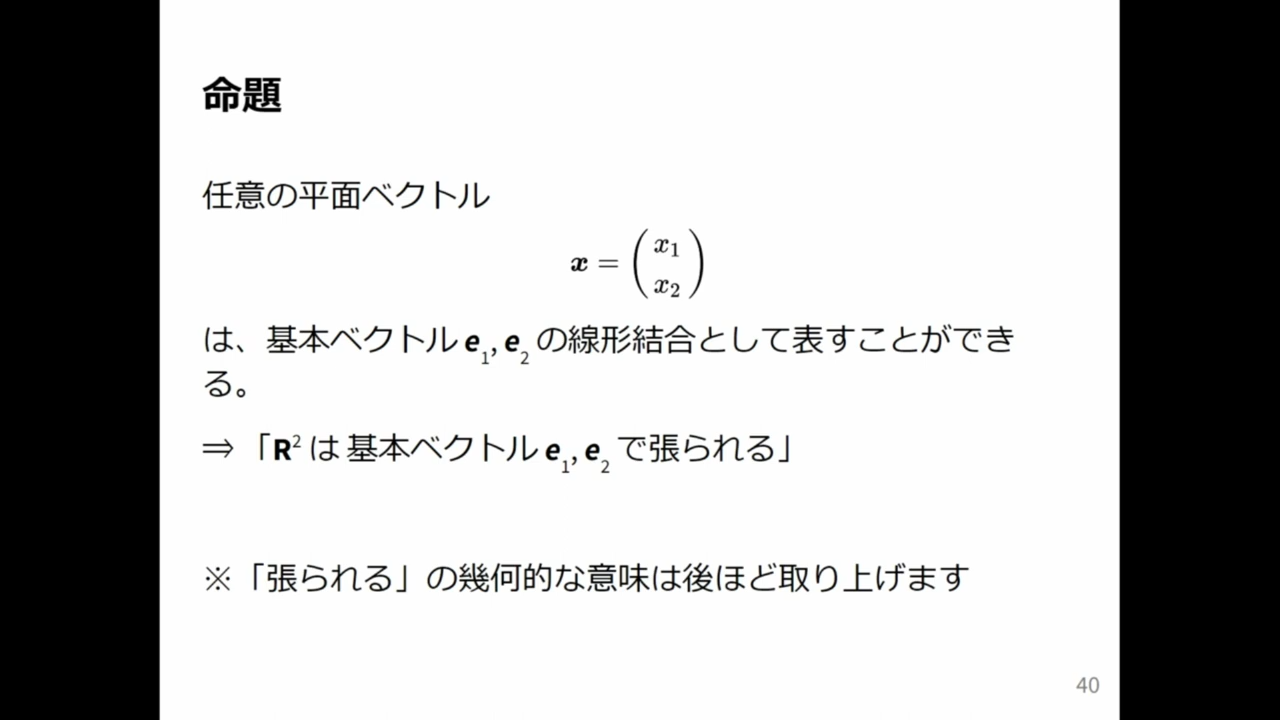 命題
任意の平面ベクトル
x = (x₁ x₂)
は、基本ベクトル e₁, e₂ の線形結合として表すことができ
る。
⇒「R² は 基本ベクトル e₁, e₂ で張られる」
※「張られる」の幾何的な意味は後ほど取り上げます
40